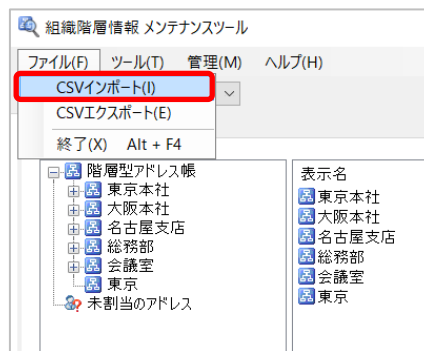 組織階層情報 メンテナンスツール
ファイル(F) ツール(T) 管理(M) ヘルプ(H)
CSVインポート(I)
CSVエクスポート(E)
終了(X) Alt + F4
階層型アドレス帳
東京本社
大阪本社
名古屋支店
総務部
会議室
東京
未割当のアドレス
表示名
東京本社
大阪本社
名古屋支店
総務部
会議室
東京